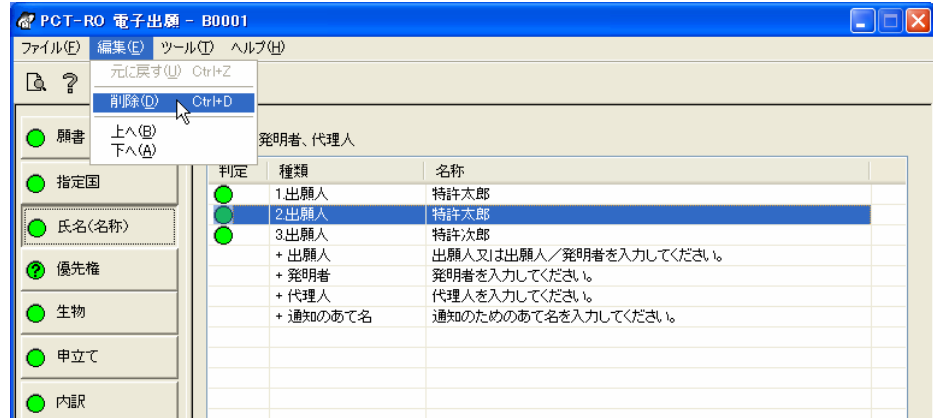 PCT-RO 電子出願 - B0001
ファイル(F) 編集(E) ツール(T) ヘルプ(H)
元に戻す(U) Ctrl+Z
削除(D) Ctrl+D
上へ(B)
下へ(A)
願書
発明者、代理人
指定国
氏名(名称)
優先権
生物
申立て
内訳
判定 種類 名称
1.出願人 特許太郎
2.出願人 特許太郎
3.出願人 特許次郎
+ 出願人 出願人又は出願人／発明者を入力してください。
+ 発明者 発明者を入力してください。
+ 代理人 代理人を入力してください。
+ 通知のあて名 通知のためのあて名を入力してください。